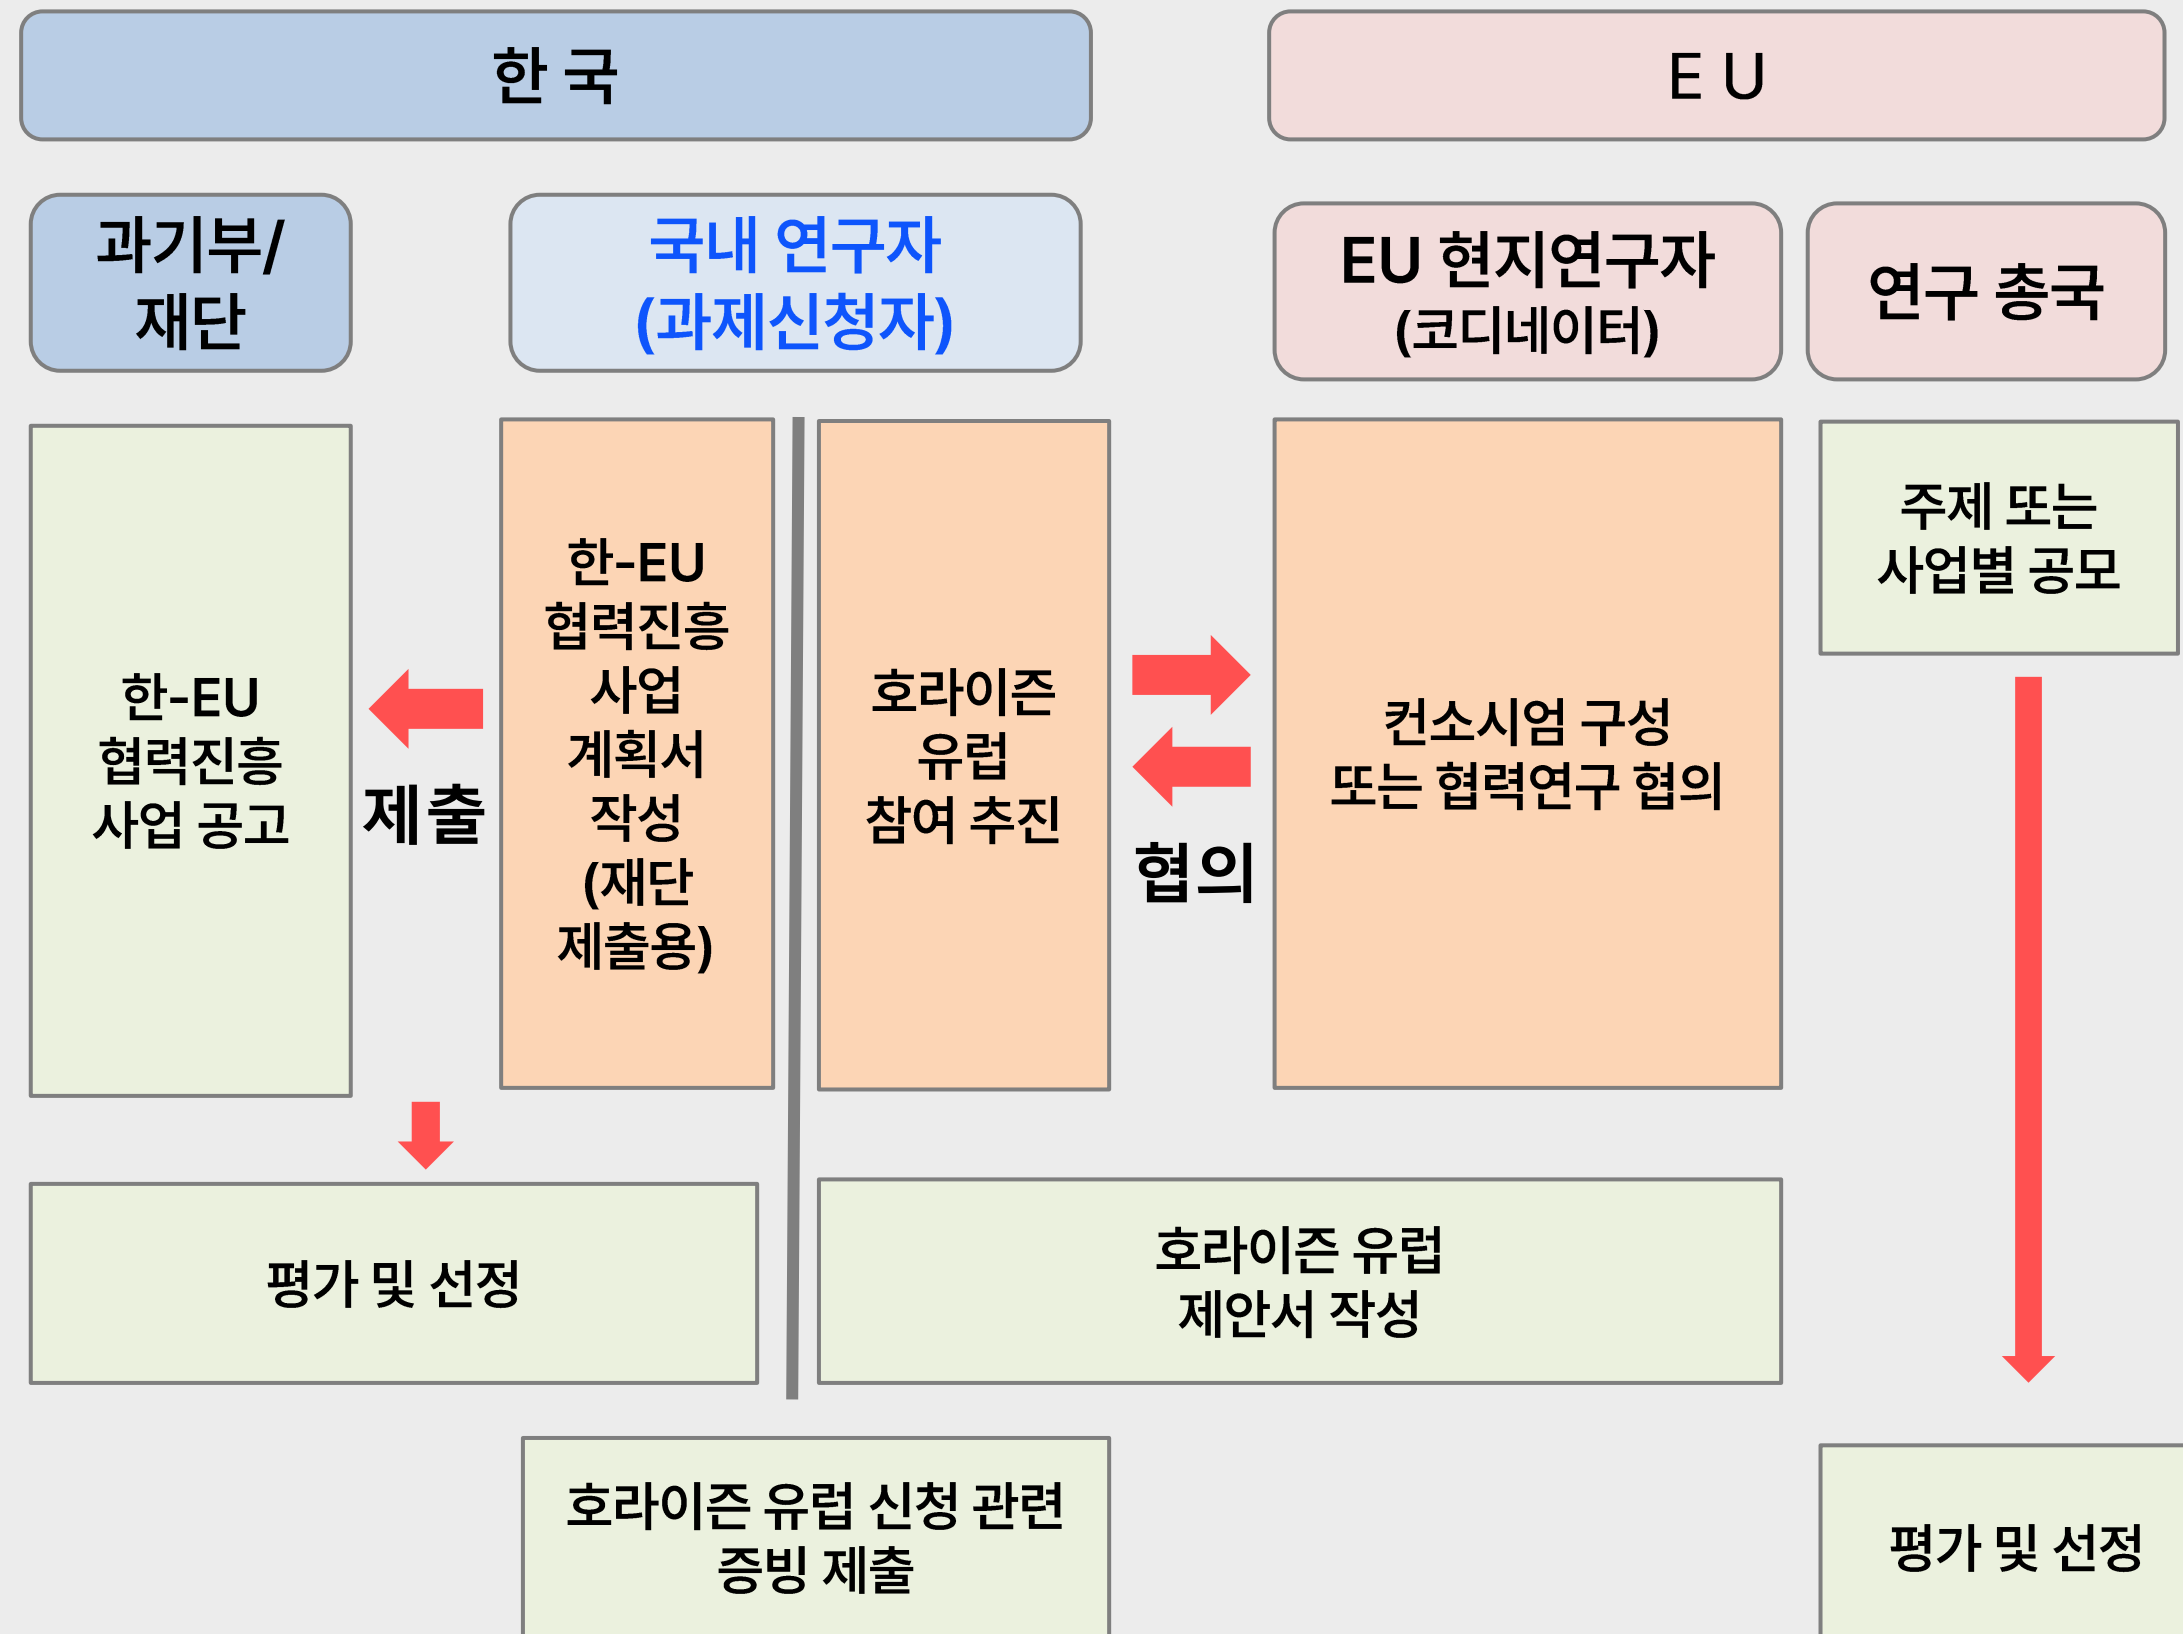 한 국
E U
과기부/
재단
국내 연구자
(과제신청자)
EU 현지연구자
(코디네이터)
연구 총국
한-EU
협력진흥
사업 공고
제출
한-EU
협력진흥
사업
계획서
작성
(재단
제출용)
호라이즌
유럽
참여 추진
협의
컨소시엄 구성
또는 협력연구 협의
주제 또는
사업별 공모
평가 및 선정
호라이즌 유럽
제안서 작성
호라이즌 유럽 신청 관련
증빙 제출
평가 및 선정